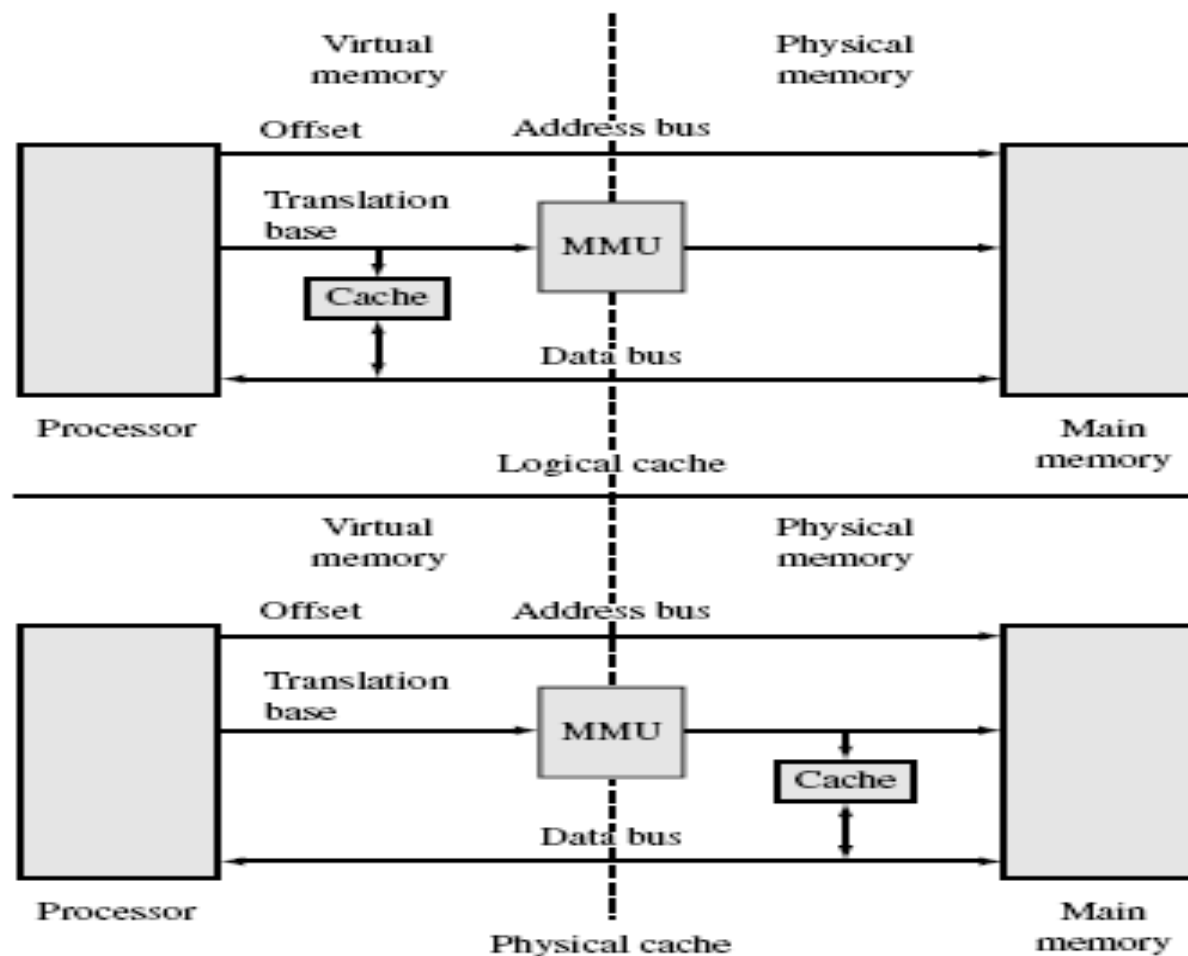 Virtual
memory
Physical
memory
Offset
Address bus
Translation
base
MMU
Cache
Data bus
Processor
Main
memory
Logical cache
Virtual
memory
Physical
memory
Offset
Address bus
Translation
base
MMU
Cache
Data bus
Processor
Main
memory
Physical cache